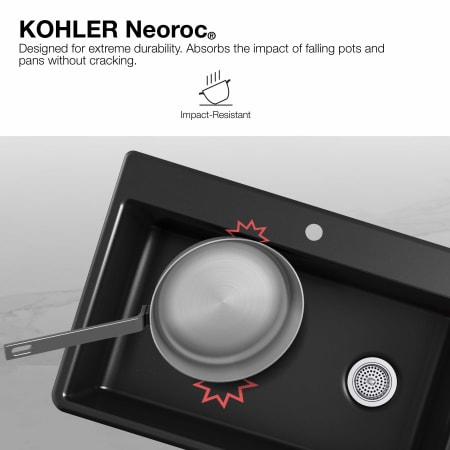 KOHLER Neoroc®
Designed for extreme durability. Absorbs the impact of falling pots and
pans without cracking.
Impact-Resistant